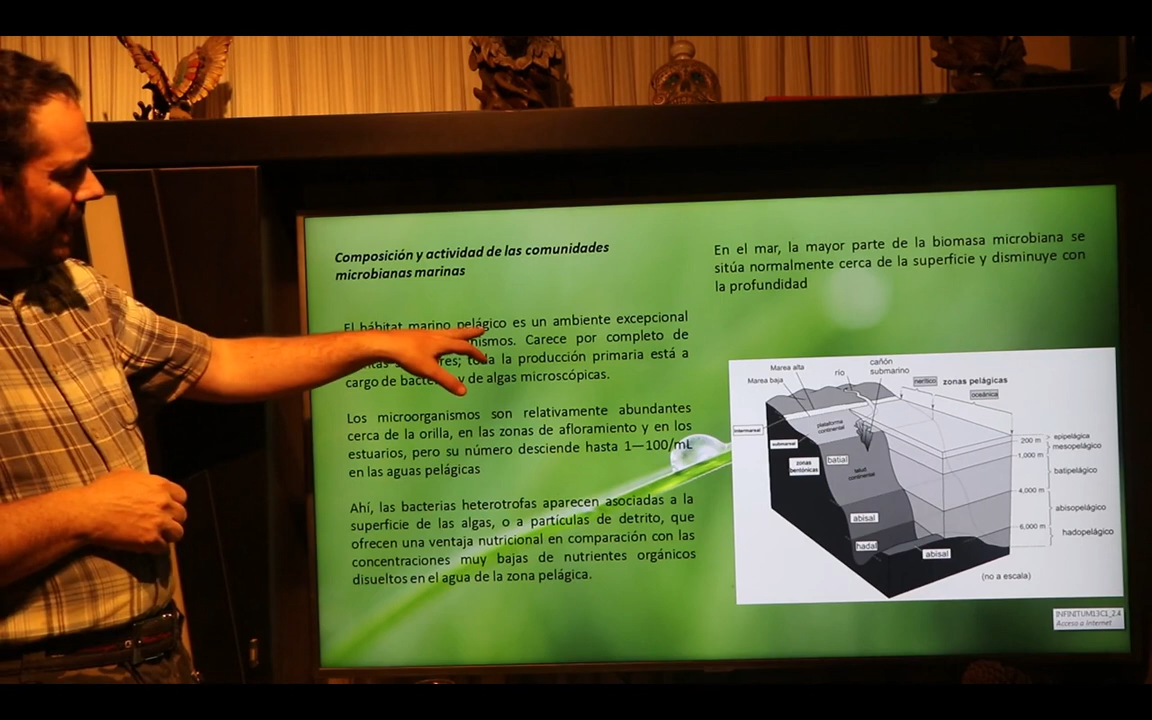 Composición y actividad de las comunidades
microbianas marinas
El hábitat marino pelágico es un ambiente excepcional
Carece por completo de
toda la producción primaria está a
cargo de y de algas microscópicas.
Los microorganismos son relativamente abundantes
cerca de la orilla, en las zonas de afloramiento y en los
estuarios, pero su número desciende hasta 1—100/mL
en las aguas pelágicas
Ahí, las bacterias heterotrofas aparecen asociadas a la
superficie de las algas, o a partículas de detrito, que
ofrecen una ventaja nutricional en comparación con las
concentraciones muy bajas de nutrientes orgánicos
disueltos en el agua de la zona pelágica.
En el mar, la mayor parte de la biomasa microbiana se
sitúa normalmente cerca de la superficie y disminuye con
la profundidad
Marea alta
Marea baja
río
cañón
submarino
nerítico
zonas pelágicas
oceánica
intermareal
plataforma
continental
submareal
zonas
bentónicas
batial
talud
continental
abisal
hadal
abisal
200 m
epipelágico
mesopelágico
1,000 m
batipelágico
4,000 m
abisopelágico
6,000 m
hadopelágico
(no a escala)
INFINITUM13C1_2.4
Acceso a Internet